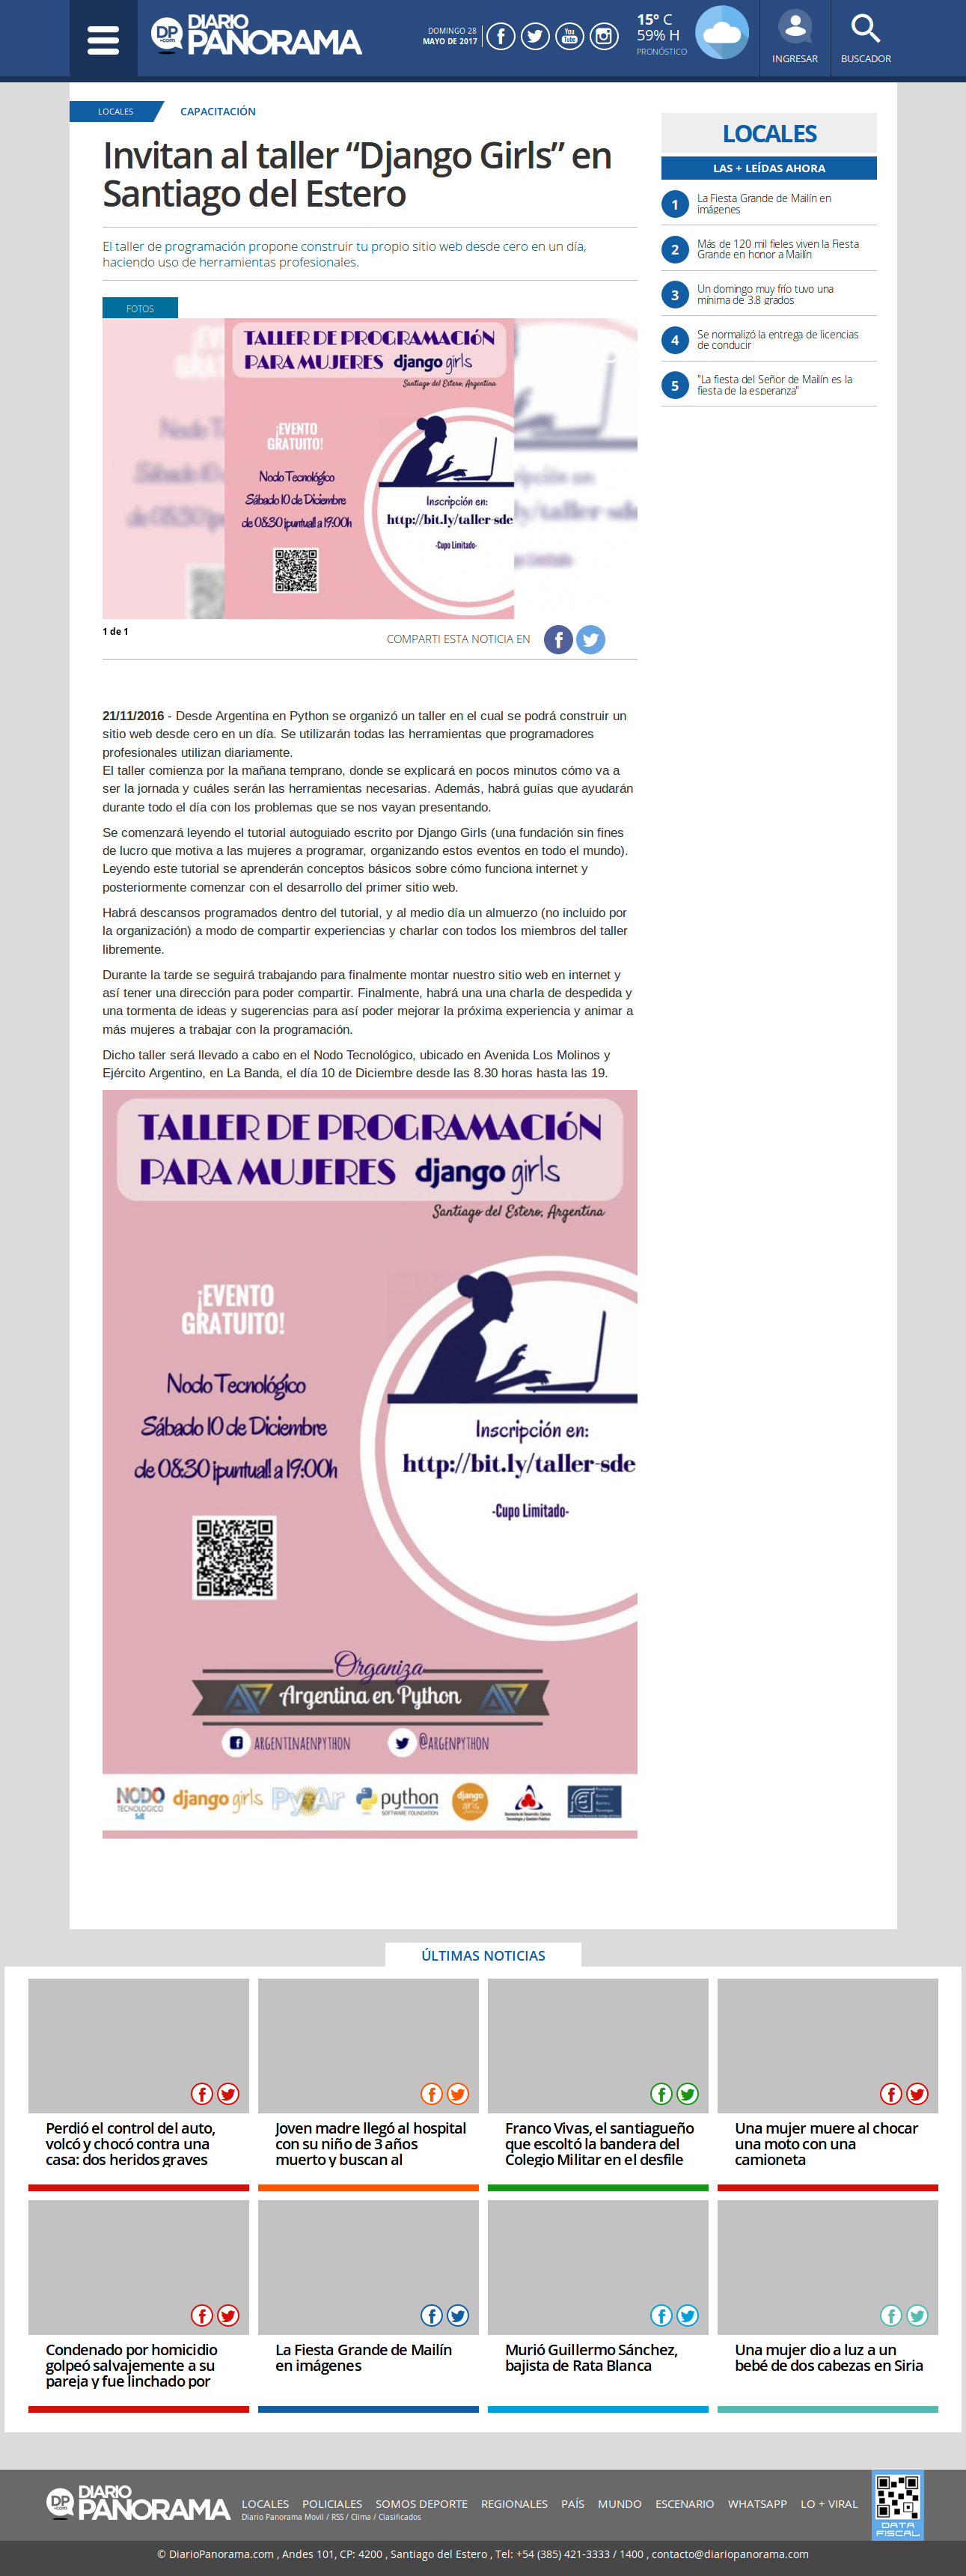 DP .com
DIARIO
PANORAMA
DOMINGO 28
MAYO DE 2017
You Tube
15º C
59% H
PRONÓSTICO
INGRESAR
BUSCADOR
LOCALES
CAPACITACIÓN
Invitan al taller “Django Girls” en
Santiago del Estero
El taller de programación propone construir tu propio sitio web desde cero en un día,
haciendo uso de herramientas profesionales.
FOTOS
TALLER DE PROGRAMACIÓN
PARA MUJERES django girls
Santiago del Estero, Argentina
¡EVENTO
GRATUITO!
Nodo Tecnológico
Sábado 10 de Diciembre
de 08:30 ¡puntual! a 19:00h
Inscripción en:
http://bit.ly/taller-sde
-Cupo Limitado-
1 de 1
COMPARTI ESTA NOTICIA EN
21/11/2016 - Desde Argentina en Python se organizó un taller en el cual se podrá construir un
sitio web desde cero en un día. Se utilizarán todas las herramientas que programadores
profesionales utilizan diariamente.
El taller comienza por la mañana temprano, donde se explicará en pocos minutos cómo va a
ser la jornada y cuáles serán las herramientas necesarias. Además, habrá guías que ayudarán
durante todo el día con los problemas que se nos vayan presentando.
Se comenzará leyendo el tutorial autoguiado escrito por Django Girls (una fundación sin fines
de lucro que motiva a las mujeres a programar, organizando estos eventos en todo el mundo).
Leyendo este tutorial se aprenderán conceptos básicos sobre cómo funciona internet y
posteriormente comenzar con el desarrollo del primer sitio web.
Habrá descansos programados dentro del tutorial, y al medio día un almuerzo (no incluido por
la organización) a modo de compartir experiencias y charlar con todos los miembros del taller
libremente.
Durante la tarde se seguirá trabajando para finalmente montar nuestro sitio web en internet y
así tener una dirección para poder compartir. Finalmente, habrá una una charla de despedida y
una tormenta de ideas y sugerencias para así poder mejorar la próxima experiencia y animar a
más mujeres a trabajar con la programación.
Dicho taller será llevado a cabo en el Nodo Tecnológico, ubicado en Avenida Los Molinos y
Ejército Argentino, en La Banda, el día 10 de Diciembre desde las 8.30 horas hasta las 19.
TALLER DE PROGRAMACIÓN
PARA MUJERES django girls
Santiago del Estero, Argentina
¡EVENTO
GRATUITO!
Nodo Tecnológico
Sábado 10 de Diciembre
de 08:30 ¡puntual! a 19:00h
Inscripción en:
http://bit.ly/taller-sde
-Cupo Limitado-
Organiza
Argentina en Python
ARGENTINAENPYTHON
@ARGENPYTHON
NODO TECNOLOGICO SdE
django girls
PyAr
python SOFTWARE FOUNDATION
django girls
LOCALES
LAS + LEÍDAS AHORA
1 La Fiesta Grande de Mailín en
imágenes
2 Más de 120 mil fieles viven la Fiesta
Grande en honor a Mailín
3 Un domingo muy frío tuvo una
mínima de 3.8 grados
4 Se normalizó la entrega de licencias
de conducir
5 "La fiesta del Señor de Mailín es la
fiesta de la esperanza"
ÚLTIMAS NOTICIAS
Perdió el control del auto,
volcó y chocó contra una
casa: dos heridos graves
Joven madre llegó al hospital
con su niño de 3 años
muerto y buscan al
Franco Vivas, el santiagueño
que escoltó la bandera del
Colegio Militar en el desfile
Una mujer muere al chocar
una moto con una
camioneta
Condenado por homicidio
golpeó salvajemente a su
pareja y fue linchado por
La Fiesta Grande de Mailín
en imágenes
Murió Guillermo Sánchez,
bajista de Rata Blanca
Una mujer dio a luz a un
bebé de dos cabezas en Siria
DP .com
DIARIO
PANORAMA
LOCALES POLICIALES SOMOS DEPORTE REGIONALES PAÍS MUNDO ESCENARIO WHATSAPP LO + VIRAL
Diario Panorama Movil / RSS / Clima / Clasificados
DATA
FISCAL
© DiarioPanorama.com , Andes 101, CP: 4200 , Santiago del Estero , Tel: +54 (385) 421-3333 / 1400 , contacto@diariopanorama.com